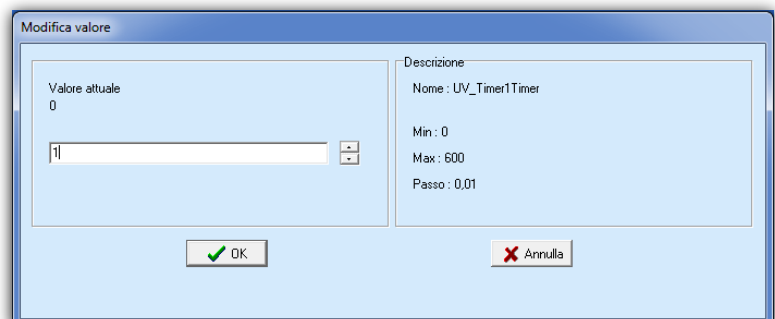 Modifica valore
Valore attuale
0
1
Descrizione
Nome : UV_Timer1Timer
Min : 0
Max : 600
Passo : 0,01
OK
Annulla